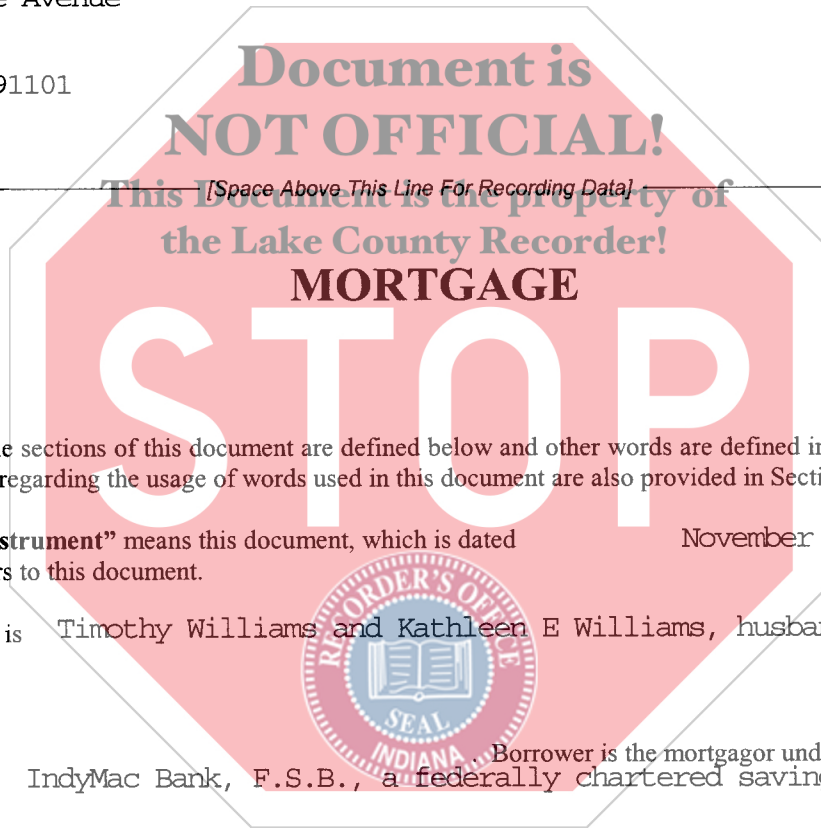 Avenue
91101
Document is
NOT OFFICIAL!
[Space Above This Line For Recording Data]
This Document is the property of
the Lake County Recorder!
MORTGAGE
STOP
sections of this document are defined below and other words are defined in
regarding the usage of words used in this document are also provided in Secti
strument” means this document, which is dated November
rs to this document.
is Timothy Williams and Kathleen E Williams, husba
RECORDER'S OFFICE
SEAL
INDIANA
. Borrower is the mortgagor und
IndyMac Bank, F.S.B., a federally chartered savin